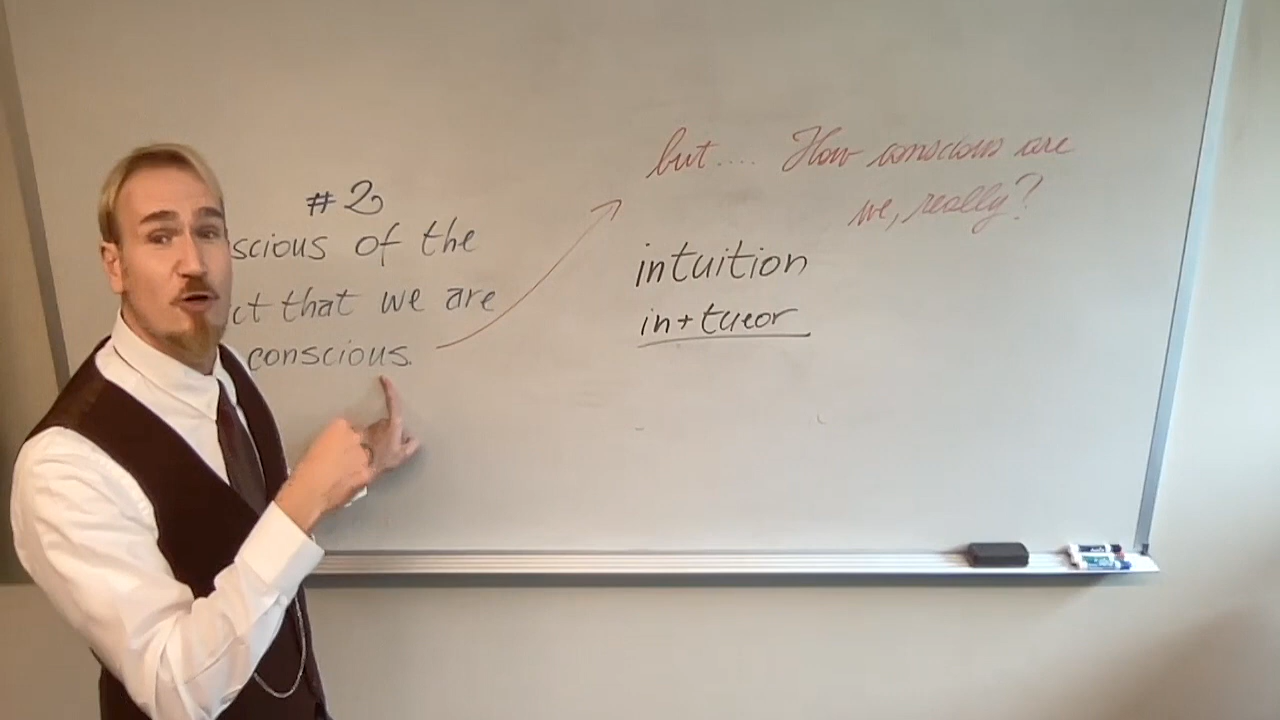 #2
scious of the
ct that we are
conscious.
but.... How conscious are
we, really?
intuition
in+tueor